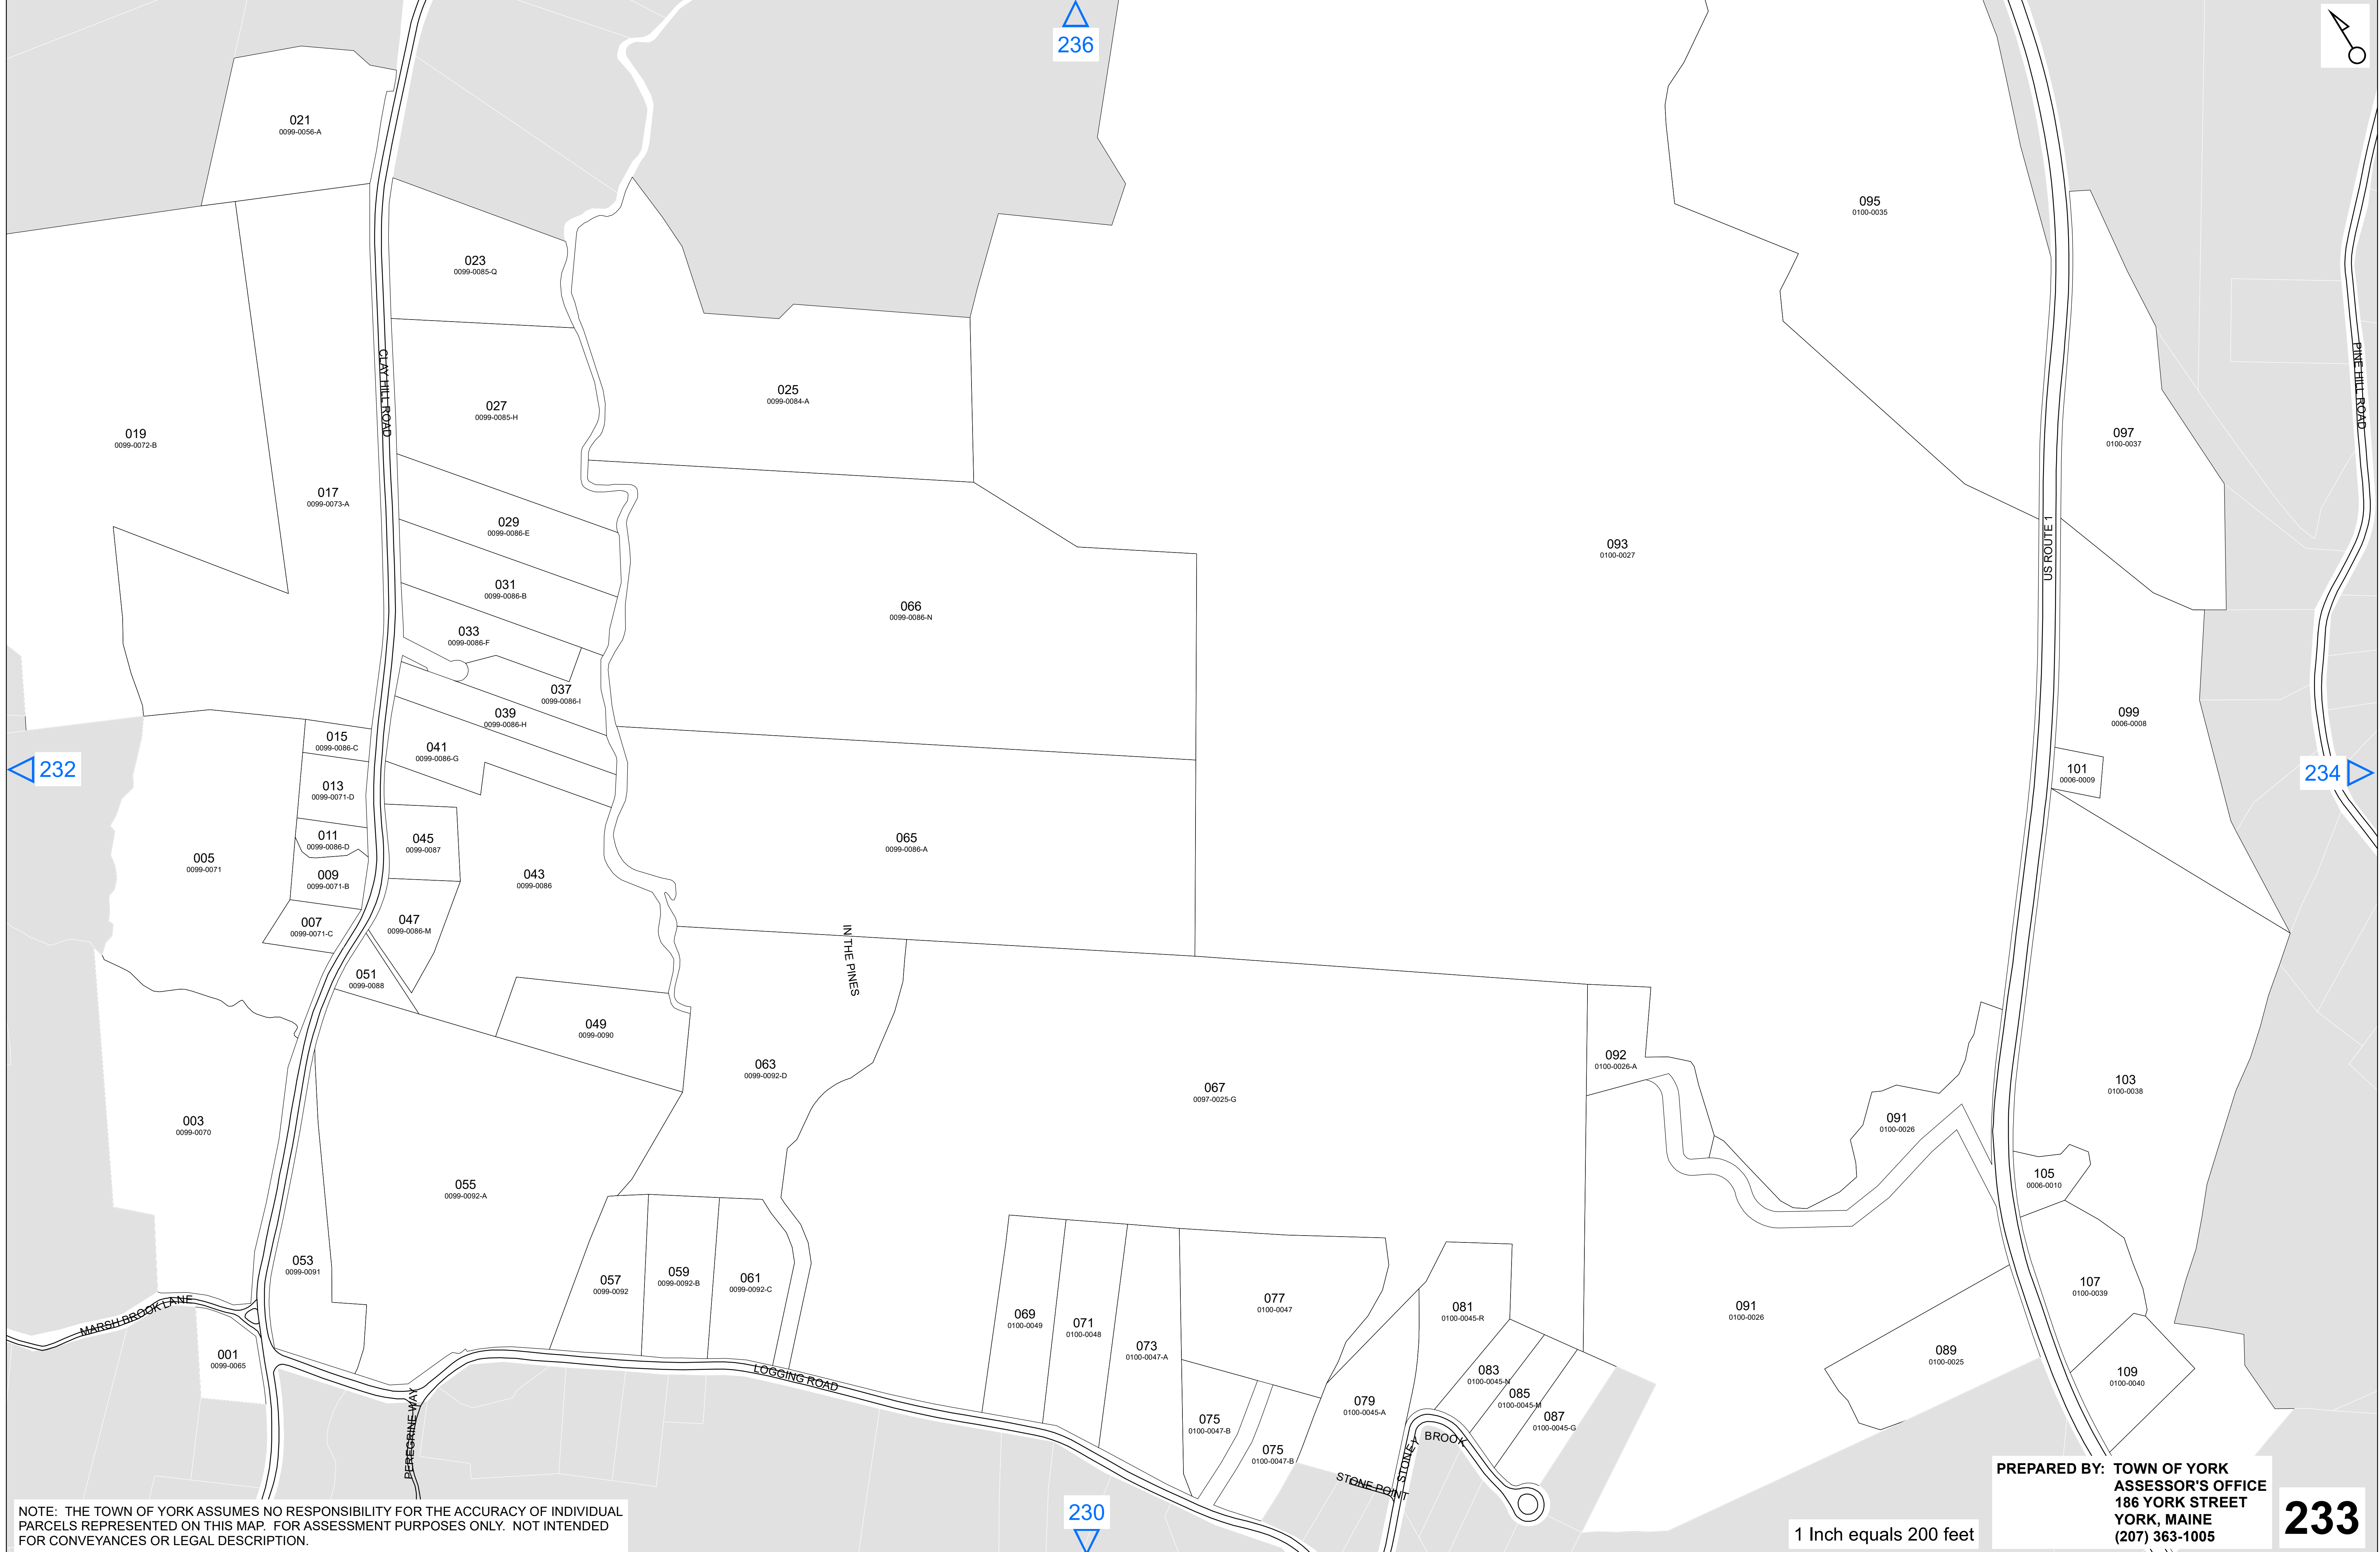 236
021
0099-0056-A
095
0100-0035
023
0099-0085-Q
CLAY HILL ROAD
PINE HILL ROAD
025
0099-0084-A
027
0099-0085-H
019
0099-0072-B
097
0100-0037
017
0099-0073-A
029
0099-0086-E
US ROUTE 1
093
0100-0027
031
0099-0086-B
066
0099-0086-N
033
0099-0086-F
037
0099-0086-I
039
0099-0086-H
099
0006-0008
015
0099-0086-C
041
0099-0086-G
232
101
0006-0009
234
013
0099-0071-D
011
0099-0086-D
045
0099-0087
065
0099-0086-A
005
0099-0071
009
0099-0071-B
043
0099-0086
007
0099-0071-C
047
0099-0086-M
IN THE PINES
051
0099-0088
049
0099-0090
063
0099-0092-D
092
0100-0026-A
067
0097-0025-G
103
0100-0038
003
0099-0070
091
0100-0026
105
0006-0010
055
0099-0092-A
053
0099-0091
057
0099-0092
059
0099-0092-B
061
0099-0092-C
107
0100-0039
077
0100-0047
069
0100-0049
071
0100-0048
073
0100-0047-A
081
0100-0045-R
091
0100-0026
MARSH BROOK LANE
001
0099-0065
089
0100-0025
LOGGING ROAD
083
0100-0045-N
109
0100-0040
085
0100-0045-M
079
0100-0045-A
087
0100-0045-G
075
0100-0047-B
PEREGRINE WAY
STONEY BROOK
075
0100-0047-B
STONE POINT
NOTE: THE TOWN OF YORK ASSUMES NO RESPONSIBILITY FOR THE ACCURACY OF INDIVIDUAL
PARCELS REPRESENTED ON THIS MAP. FOR ASSESSMENT PURPOSES ONLY. NOT INTENDED
FOR CONVEYANCES OR LEGAL DESCRIPTION.
230
1 Inch equals 200 feet
PREPARED BY: TOWN OF YORK
ASSESSOR'S OFFICE
186 YORK STREET
YORK, MAINE
(207) 363-1005
233